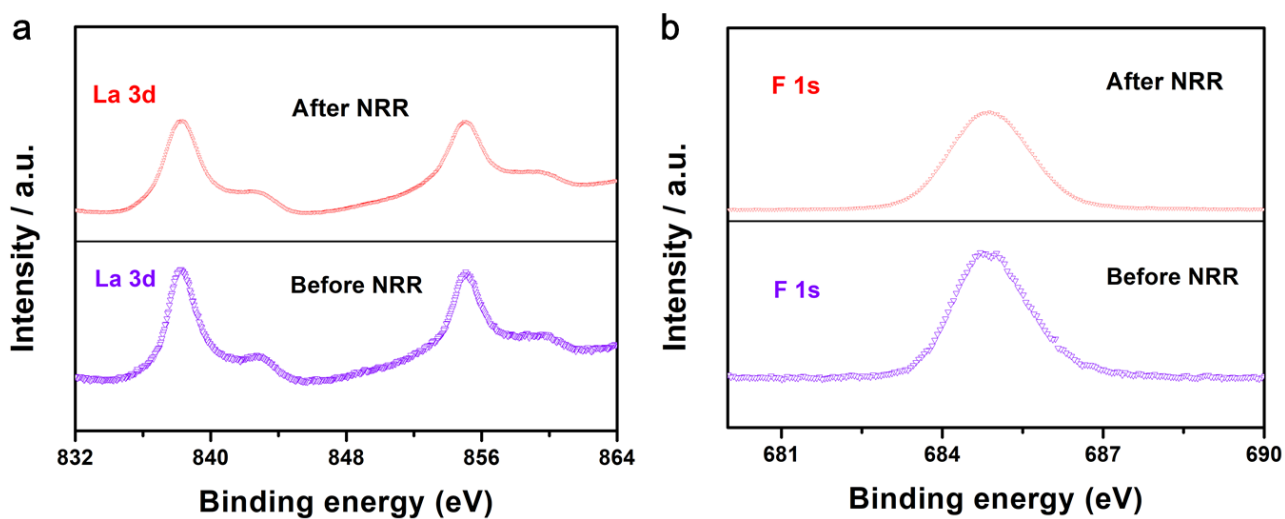 a
La 3d
After NRR
La 3d
Before NRR
Intensity / a.u.
832 840 848 856 864
Binding energy (eV)
b
F 1s
After NRR
F 1s
Before NRR
Intensity / a.u.
681 684 687 690
Binding energy (eV)